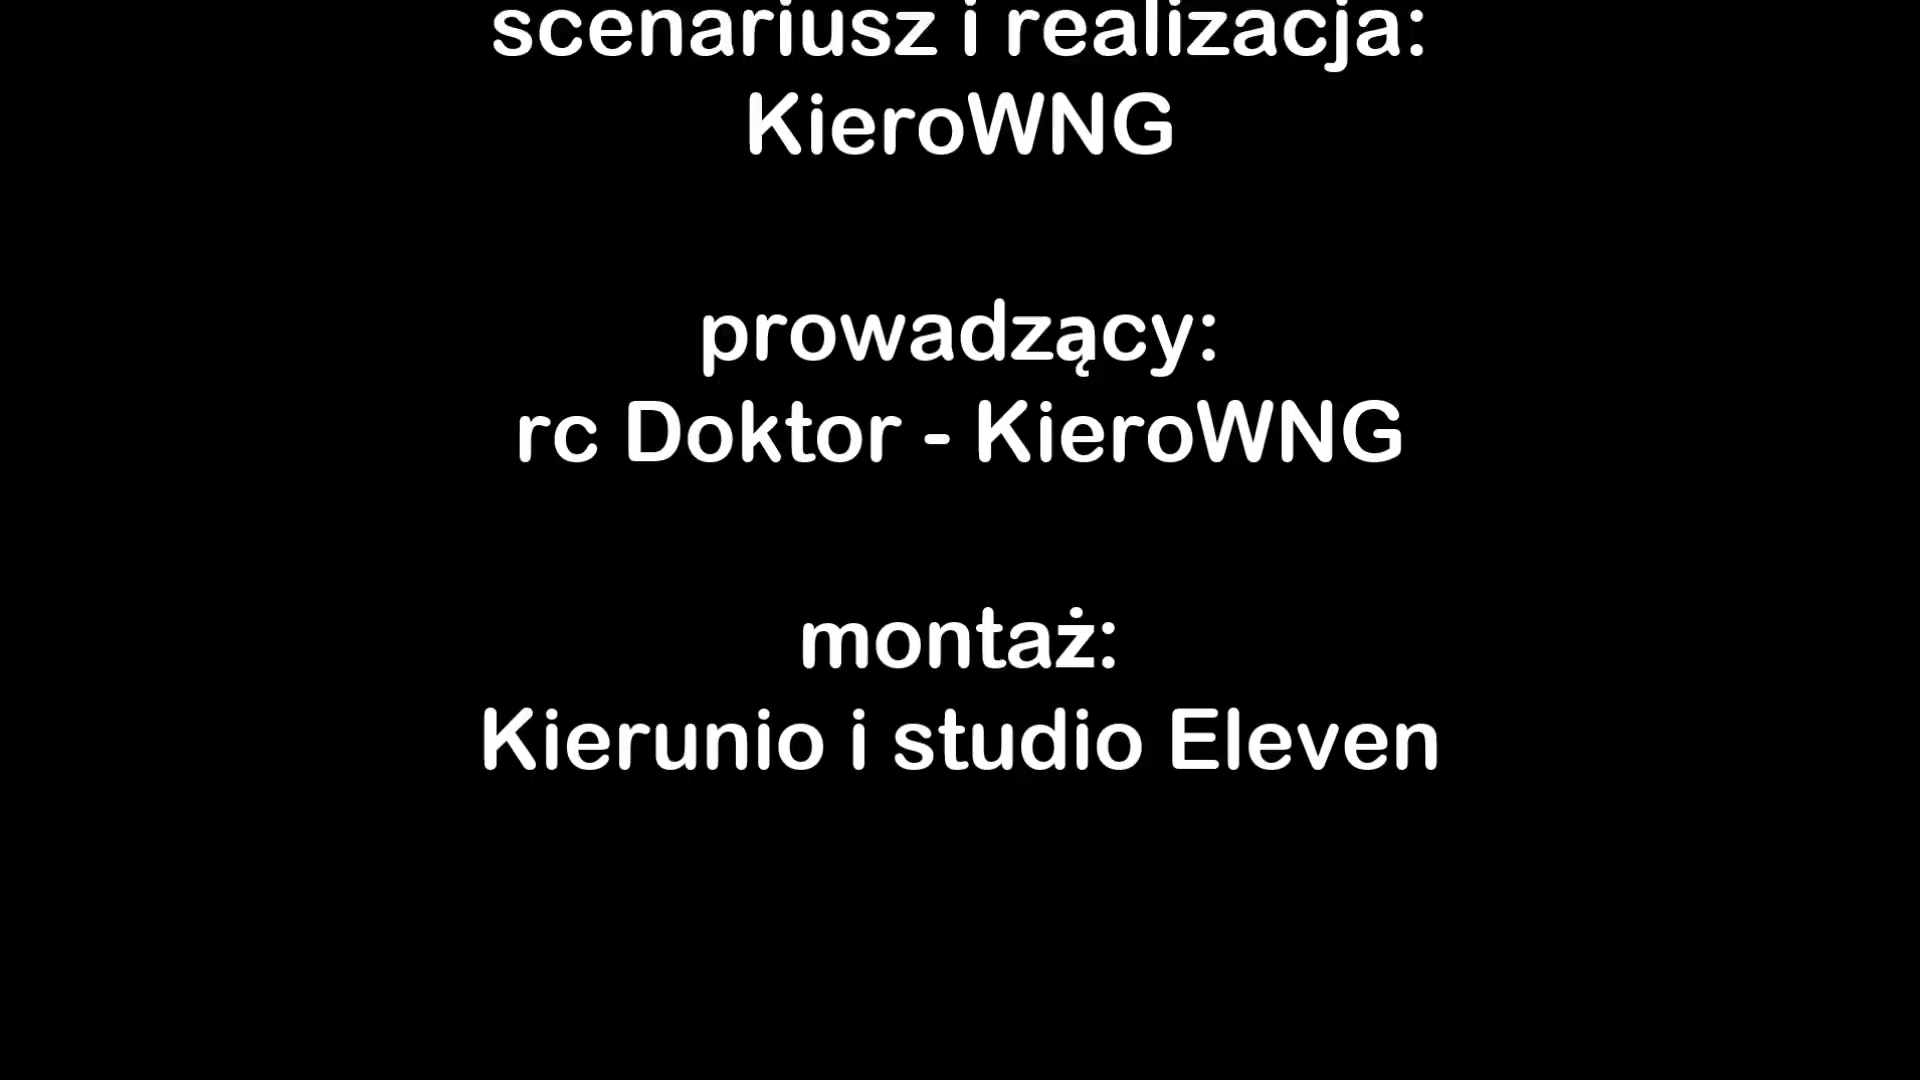 scenariusz i realizacja:
KieroWNG
prowadzący:
rc Doktor - KieroWNG
montaż:
Kierunio i studio Eleven